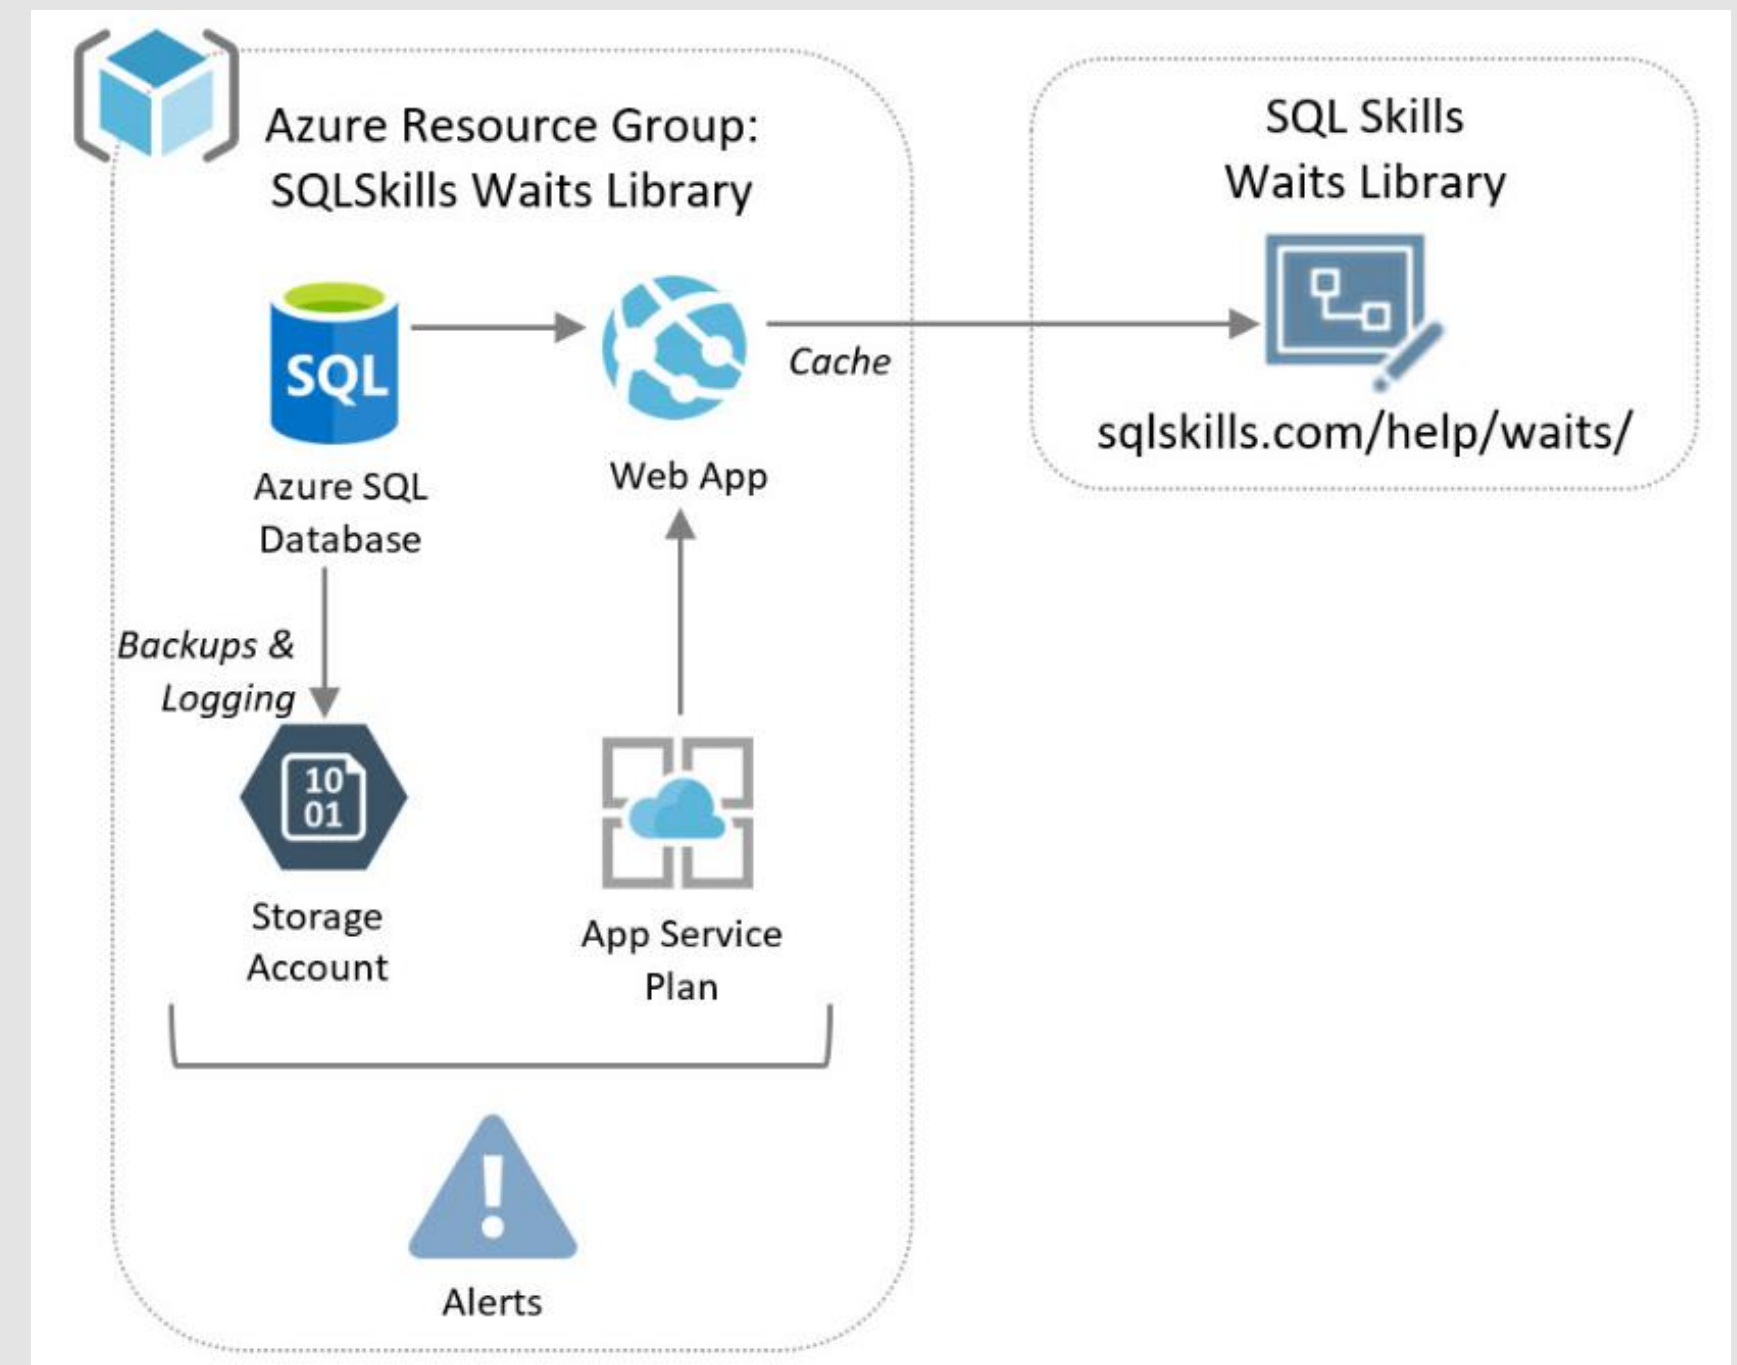 Azure Resource Group:
SQLSkills Waits Library
SQL Skills
Waits Library
SQL
Cache
sqlskills.com/help/waits/
Azure SQL
Database
Web App
Backups &
Logging
10
01
Storage
Account
App Service
Plan
Alerts